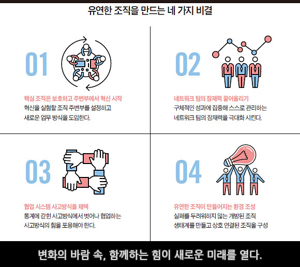 유연한 조직을 만드는 네 가지 비결
01
핵심 조직은 보호하고 주변부에서 혁신 시작
혁신을 실험할 조직 주변부를 설정하고
새로운 업무 방식을 도입한다.
02
네트워크 팀의 잠재력 끌어올리기
구체적인 성과에 집중해 스스로 관리하는
네트워크 팀의 잠재력을 극대화 시킨다.
03
협업 시스템 사고방식을 채택
통제에 갇힌 사고방식에서 벗어나 협업하는
사고방식의 힘을 포용해야 한다.
04
유연한 조직이 만들어지는 환경 조성
실패를 두려워하지 않는 개방된 조직
생태계를 만들고 상호 연결된 조직을 구성
변화의 바람 속, 함께하는 힘이 새로운 미래를 연다.